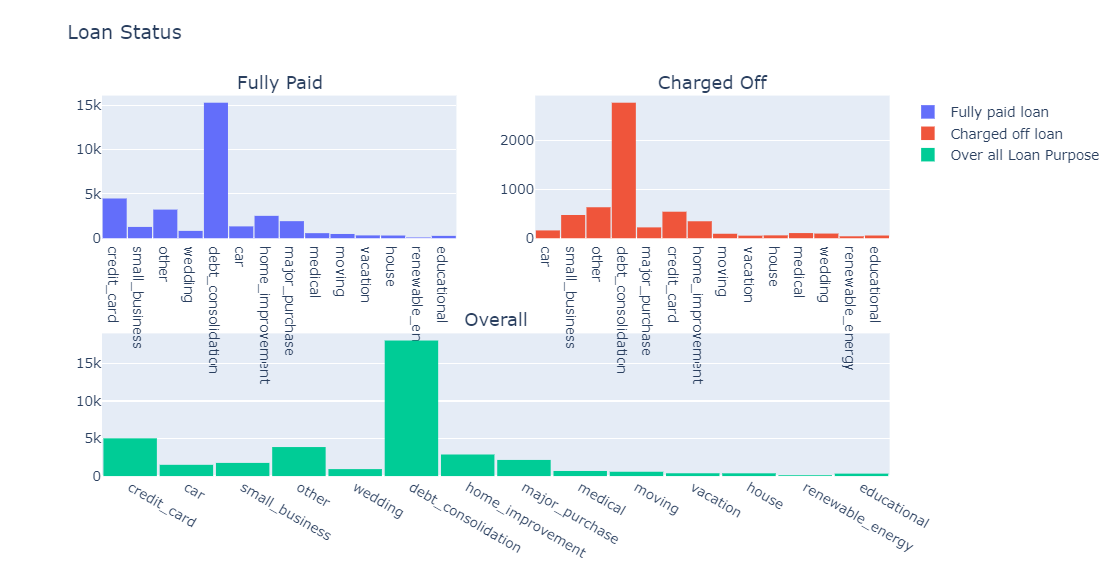 Loan Status
Fully Paid
15k
10k
5k
0
credit_card
small_business
other
wedding
debt_consolidation
car
home_improvement
major_purchase
medical
moving
vacation
house
renewable_en
educational
Charged Off
2000
1000
0
car
small_business
other
debt_consolidation
major_purchase
credit_card
home_improvement
moving
vacation
house
medical
wedding
renewable_energy
educational
Fully paid loan
Charged off loan
Over all Loan Purpose
Overall
15k
10k
5k
0
credit_card
car
small_business
other
wedding
debt_consolidation
home_improvement
major_purchase
medical
moving
vacation
house
renewable_energy
educational